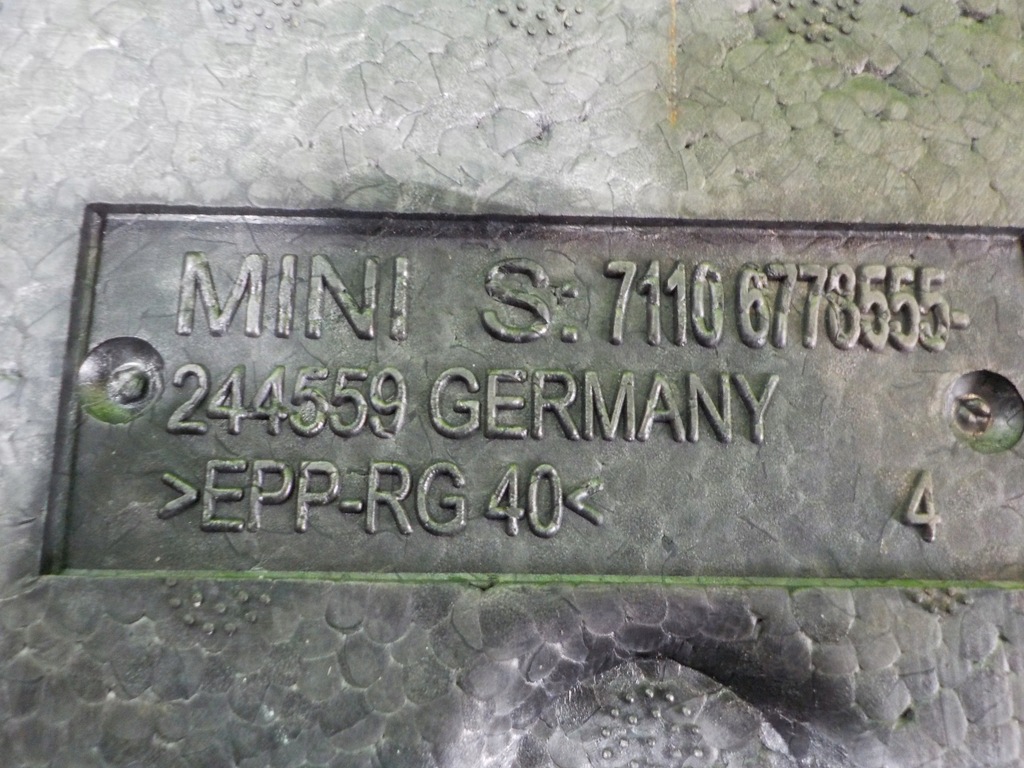 MINI S: 7110 6778555-
244559 GERMANY
>EPP-RG 40<
4